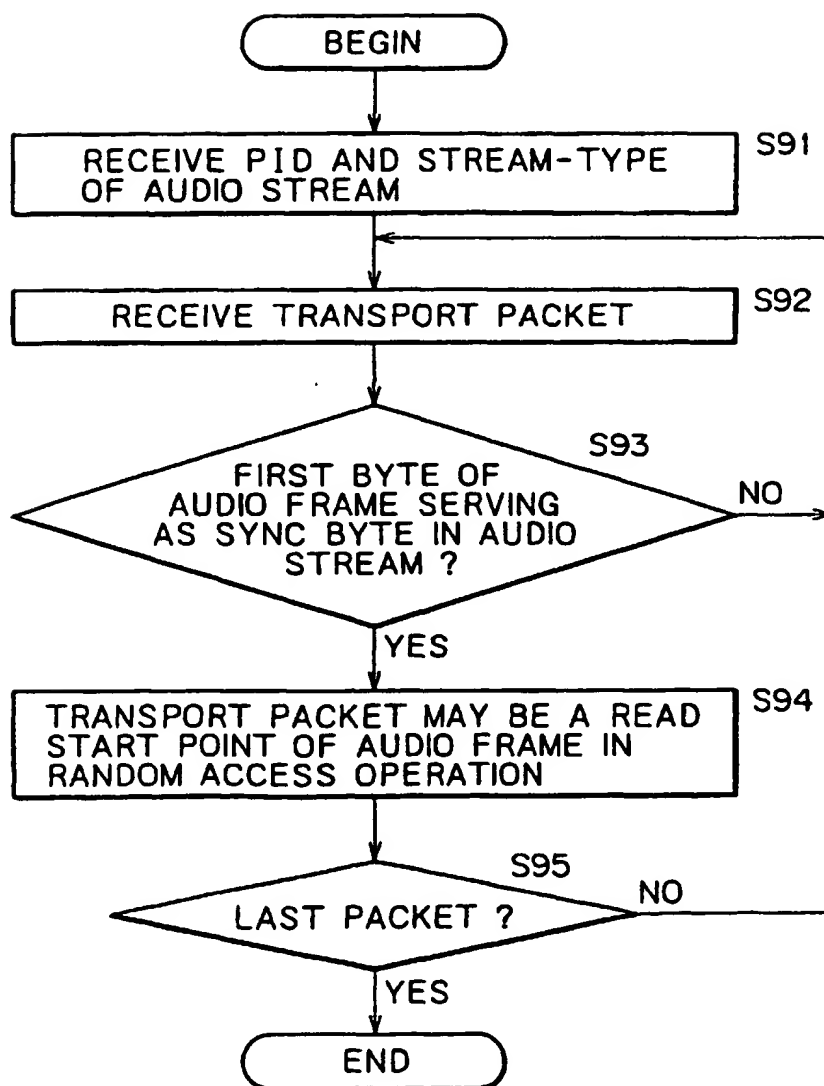 BEGIN
S91
RECEIVE PID AND STREAM-TYPE
OF AUDIO STREAM
S92
RECEIVE TRANSPORT PACKET
S93
FIRST BYTE OF
AUDIO FRAME SERVING
AS SYNC BYTE IN AUDIO
STREAM ?
NO
YES
S94
TRANSPORT PACKET MAY BE A READ
START POINT OF AUDIO FRAME IN
RANDOM ACCESS OPERATION
S95
LAST PACKET ?
NO
YES
END